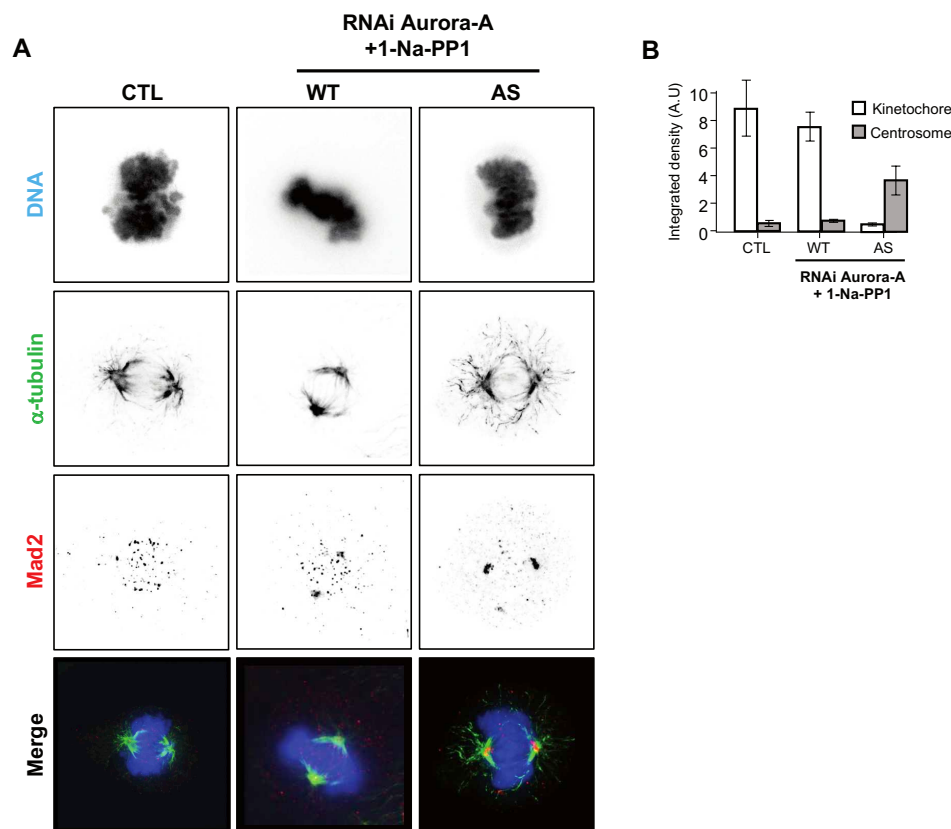 A
RNAi Aurora-A
+1-Na-PP1
CTL
WT
AS
DNA
α-tubulin
Mad2
Merge
B
Integrated density (A.U)
10
8
6
4
2
0
Kinetochore
Centrosome
CTL
WT
AS
RNAi Aurora-A
+ 1-Na-PP1